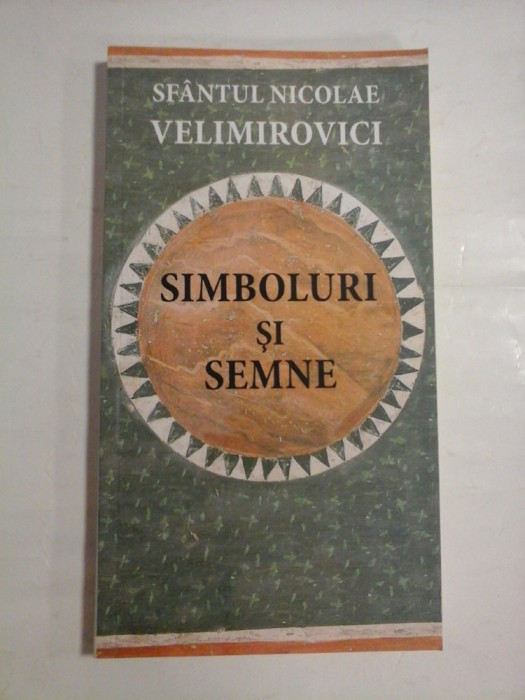 SFÂNTUL NICOLAE
VELIMIROVICI
SIMBOLURI
ŞI
SEMNE